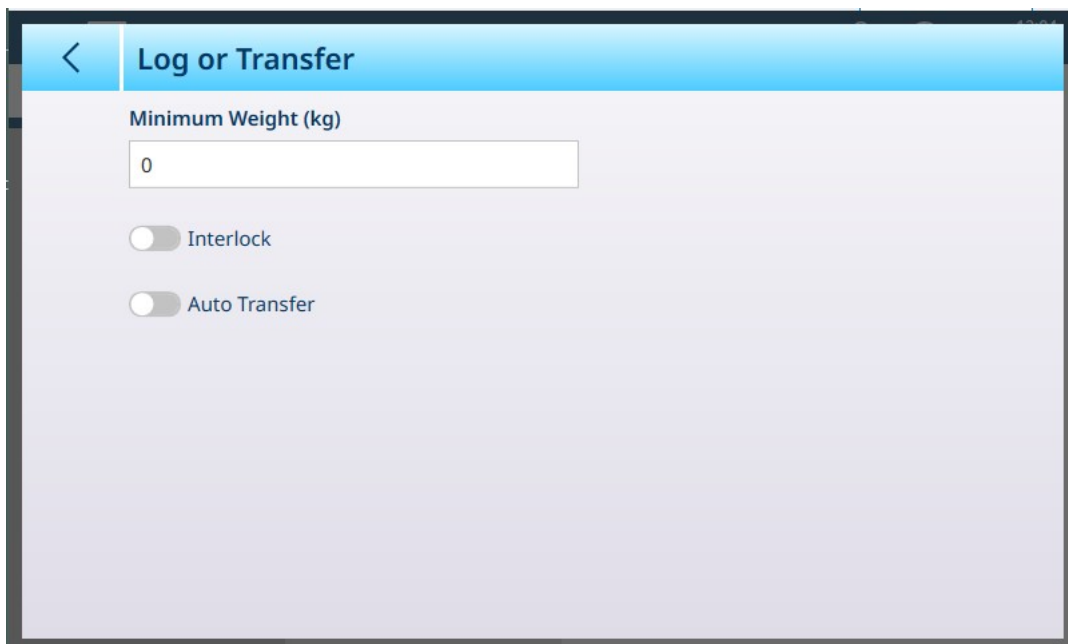 Log or Transfer
Minimum Weight (kg)
0
Interlock
Auto Transfer